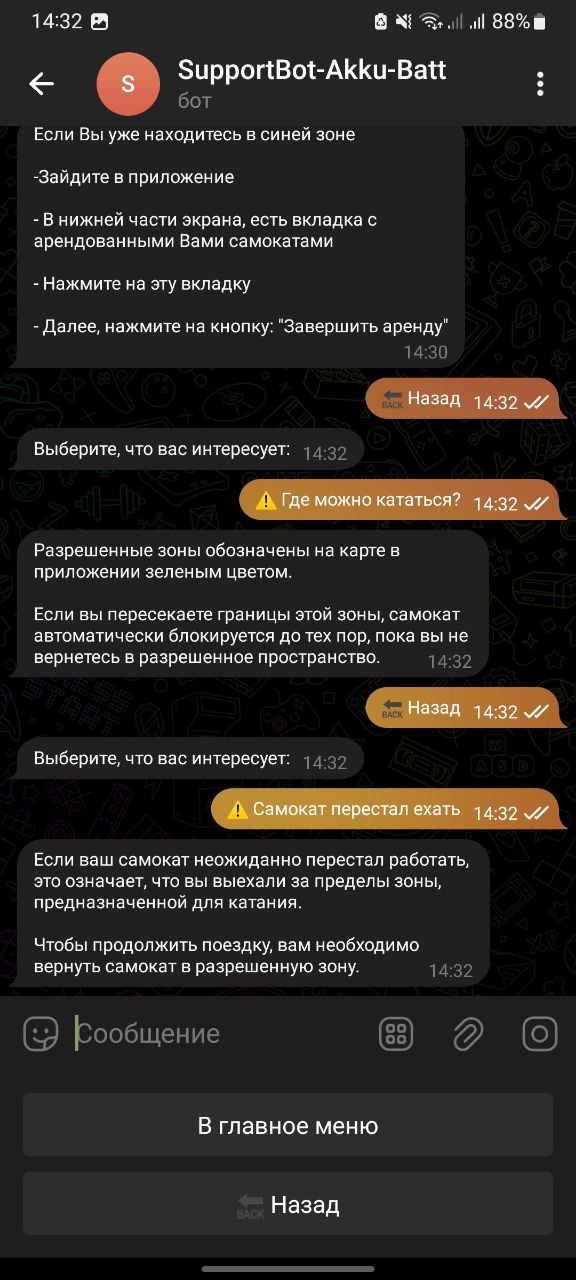 14:32
88%
S
SupportBot-Akku-Batt
бот
Если Вы уже находитесь в синей зоне
-Зайдите в приложение
- В нижней части экрана, есть вкладка с
арендованными Вами самокатами
- Нажмите на эту вкладку
- Далее, нажмите на кнопку: "Завершить аренду"
14:30
BACK Назад 14:32
Выберите, что вас интересует: 14:32
Где можно кататься? 14:32
Разрешенные зоны обозначены на карте в
приложении зеленым цветом.
Если вы пересекаете границы этой зоны, самокат
автоматически блокируется до тех пор, пока вы не
вернетесь в разрешенное пространство. 14:32
BACK Назад 14:32
Выберите, что вас интересует: 14:32
Самокат перестал ехать 14:32
Если ваш самокат неожиданно перестал работать,
это означает, что вы выехали за пределы зоны,
предназначенной для катания.
Чтобы продолжить поездку, вам необходимо
вернуть самокат в разрешенную зону. 14:32
Сообщение
В главное меню
BACK Назад